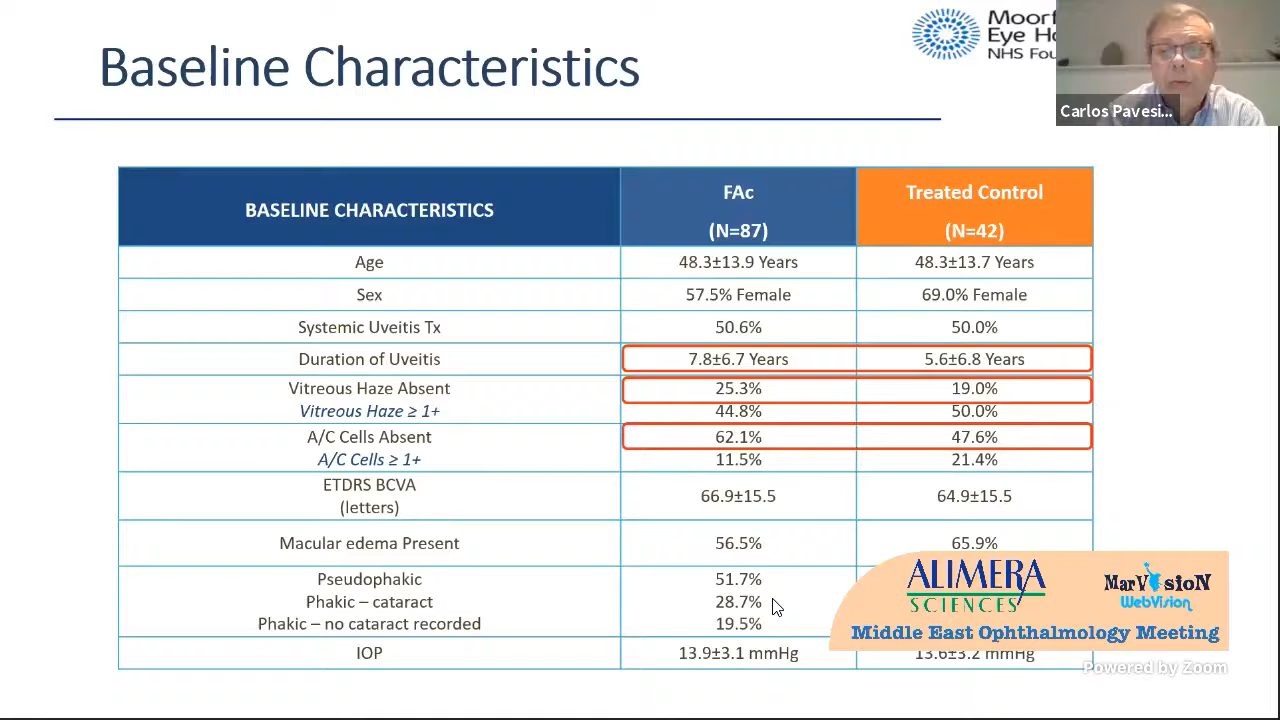 Baseline Characteristics
Moorf
Eye Ho
NHS Fou
Carlos Pavesi...
BASELINE CHARACTERISTICS FAc (N=87) Treated Control (N=42)
Age 48.3±13.9 Years 48.3±13.7 Years
Sex 57.5% Female 69.0% Female
Systemic Uveitis Tx 50.6% 50.0%
Duration of Uveitis 7.8±6.7 Years 5.6±6.8 Years
Vitreous Haze Absent 25.3% 19.0%
Vitreous Haze ≥ 1+ 44.8% 50.0%
A/C Cells Absent 62.1% 47.6%
A/C Cells ≥ 1+ 11.5% 21.4%
ETDRS BCVA
(letters) 66.9±15.5 64.9±15.5
Macular edema Present 56.5% 65.9%
Pseudophakic 51.7%
Phakic – cataract 28.7%
Phakic – no cataract recorded 19.5%
IOP 13.9±3.1 mmHg 13.6±3.2 mmHg
ALIMERA
SCIENCES
MarVision
WebVision
Middle East Ophthalmology Meeting
Powered by Zoom